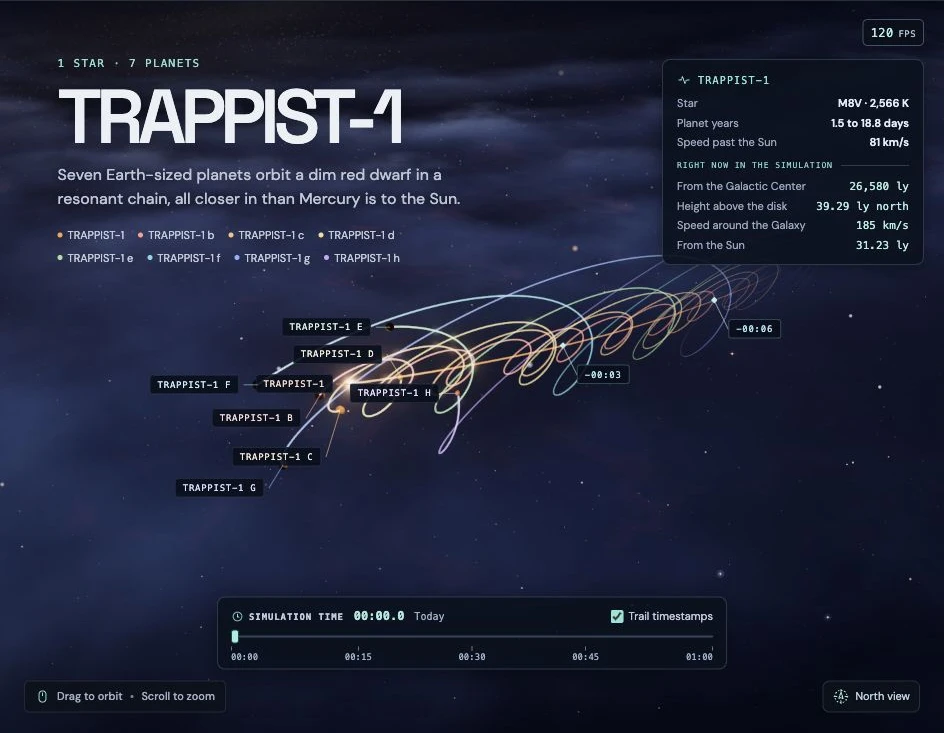 120 FPS
1 STAR · 7 PLANETS
TRAPPIST-1
Seven Earth-sized planets orbit a dim red dwarf in a
resonant chain, all closer in than Mercury is to the Sun.
TRAPPIST-1 TRAPPIST-1 b TRAPPIST-1 c TRAPPIST-1 d
TRAPPIST-1 e TRAPPIST-1 f TRAPPIST-1 g TRAPPIST-1 h
TRAPPIST-1
Star M8V · 2,566 K
Planet years 1.5 to 18.8 days
Speed past the Sun 81 km/s
RIGHT NOW IN THE SIMULATION
From the Galactic Center 26,580 ly
Height above the disk 39.29 ly north
Speed around the Galaxy 185 km/s
From the Sun 31.23 ly
TRAPPIST-1 E
-00:06
TRAPPIST-1 D
-00:03
TRAPPIST-1 F
TRAPPIST-1
TRAPPIST-1 H
TRAPPIST-1 B
TRAPPIST-1 C
TRAPPIST-1 G
SIMULATION TIME 00:00.0 Today Trail timestamps
00:00 00:15 00:30 00:45 01:00
Drag to orbit • Scroll to zoom
North view